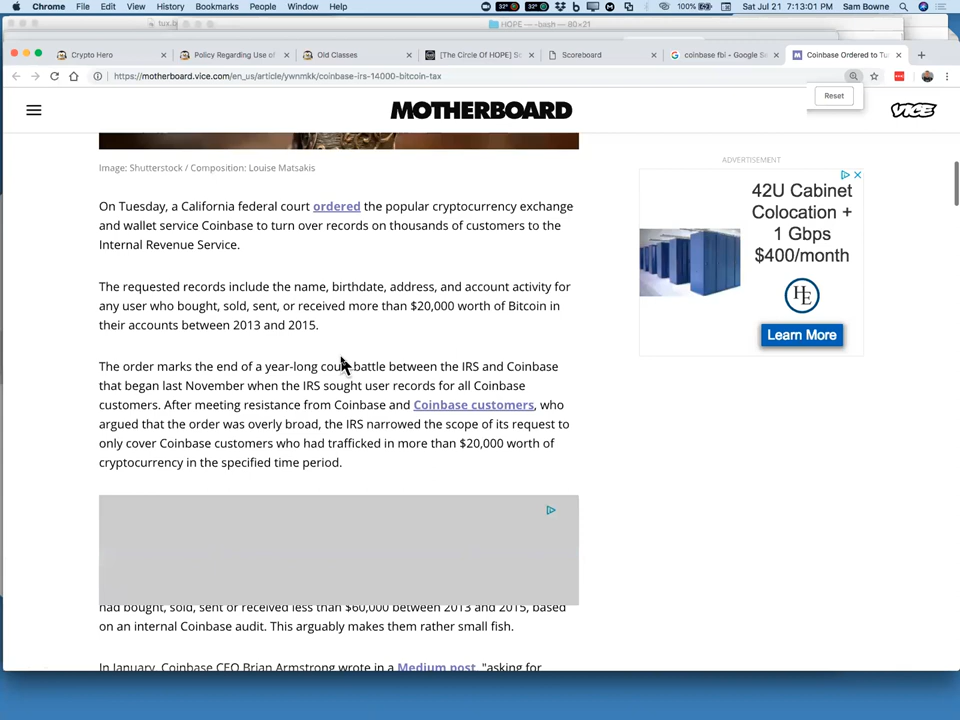 Chrome File Edit View History Bookmarks People Window Help 32° 32° 100% Sat Jul 21 7:13:01 PM Sam Bowne
HOPE — -bash — 80×21
Crypto Hero
Policy Regarding Use of
Old Classes
[The Circle Of HOPE] Sc
Scoreboard
coinbase fbi - Google Se
Coinbase Ordered to Tur
https://motherboard.vice.com/en_us/article/ywnmkk/coinbase-irs-14000-bitcoin-tax
Reset
MOTHERBOARD
VICE
Image: Shutterstock / Composition: Louise Matsakis
On Tuesday, a California federal court ordered the popular cryptocurrency exchange
and wallet service Coinbase to turn over records on thousands of customers to the
Internal Revenue Service.
The requested records include the name, birthdate, address, and account activity for
any user who bought, sold, sent, or received more than $20,000 worth of Bitcoin in
their accounts between 2013 and 2015.
The order marks the end of a year-long court battle between the IRS and Coinbase
that began last November when the IRS sought user records for all Coinbase
customers. After meeting resistance from Coinbase and Coinbase customers, who
argued that the order was overly broad, the IRS narrowed the scope of its request to
only cover Coinbase customers who had trafficked in more than $20,000 worth of
cryptocurrency in the specified time period.
had bought, sold, sent or received less than $60,000 between 2013 and 2015, based
on an internal Coinbase audit. This arguably makes them rather small fish.
In January, Coinbase CEO Brian Armstrong wrote in a Medium post, "asking for
ADVERTISEMENT
42U Cabinet
Colocation +
1 Gbps
$400/month
HE
Learn More